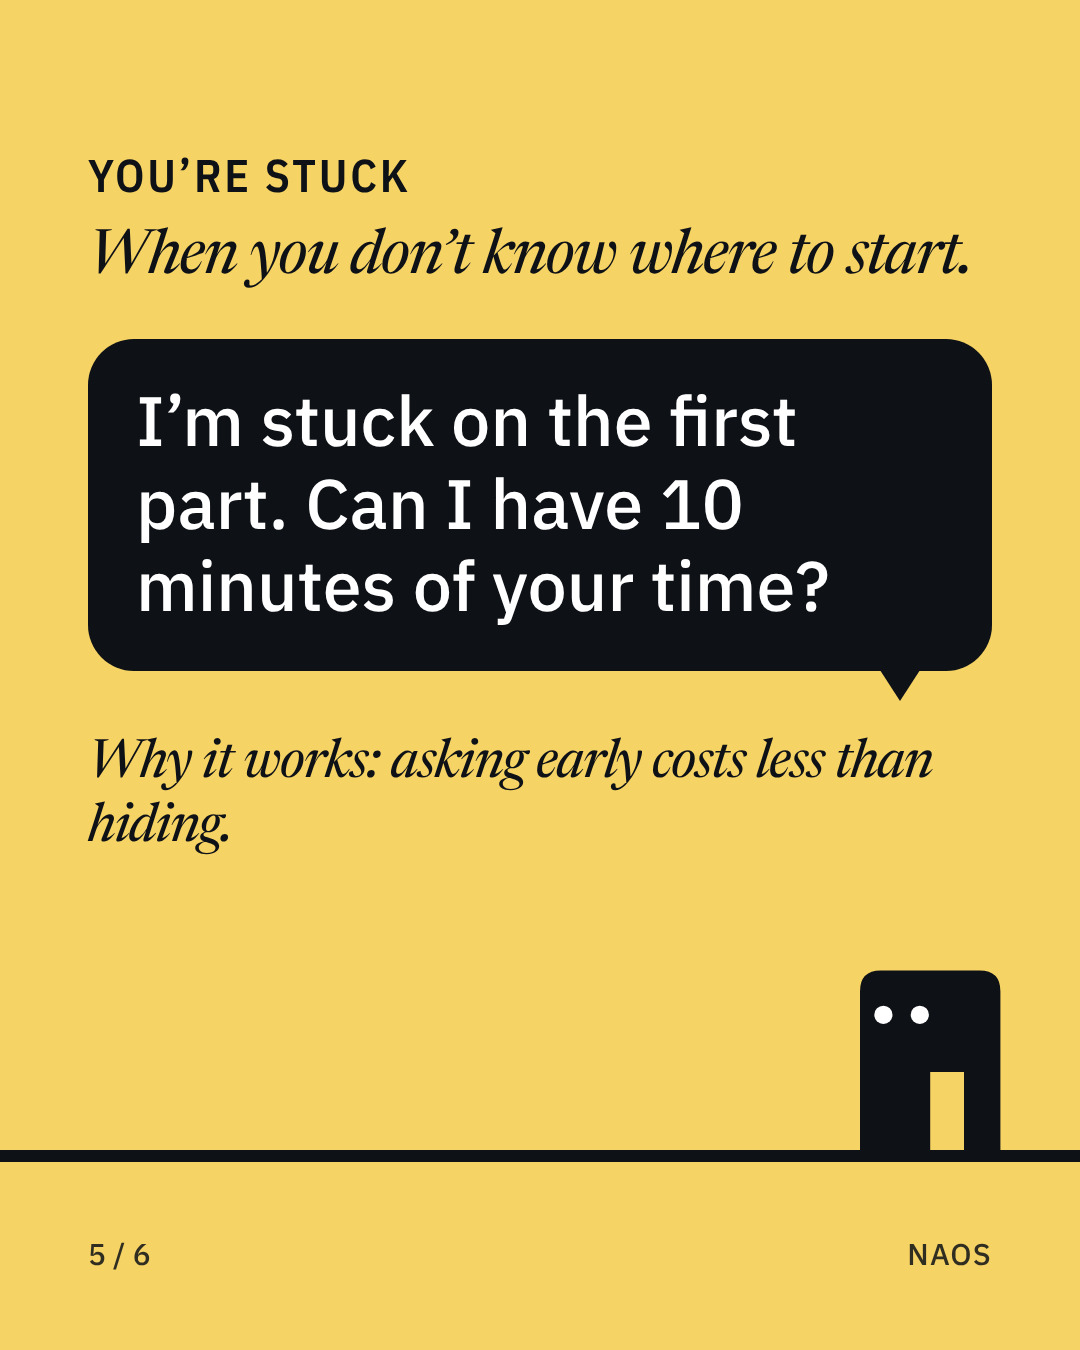 YOU’RE STUCK
When you don’t know where to start.
I’m stuck on the first
part. Can I have 10
minutes of your time?
Why it works: asking early costs less than
hiding.
5 / 6
NAOS